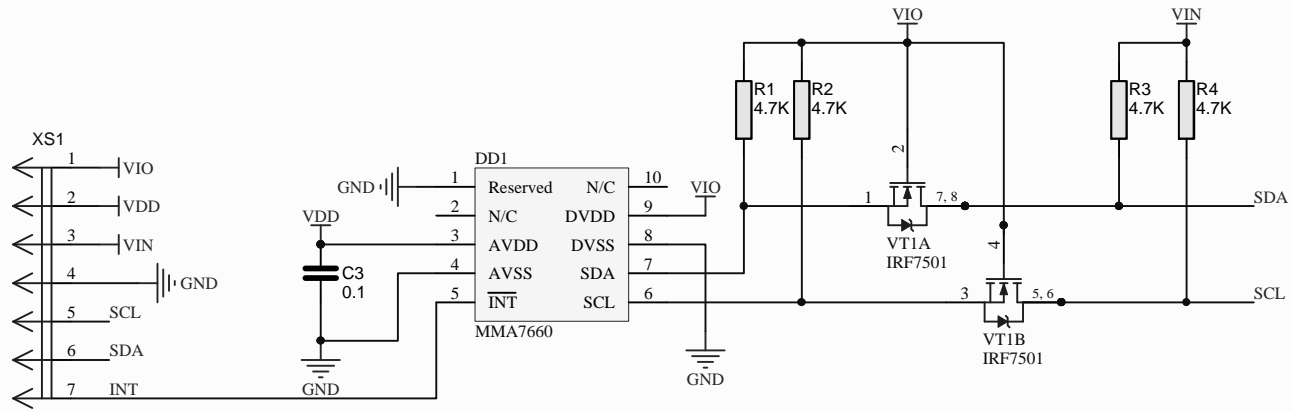 XS1
1 VIO
2 VDD
3 VIN
4 GND
5 SCL
6 SDA
7 INT
VDD
C3
0.1
GND
GND
DD1
1 Reserved N/C 10
2 N/C DVDD 9
3 AVDD DVSS 8
4 AVSS SDA 7
5 INT SCL 6
MMA7660
VIO
GND
VIO
R1
4.7K
R2
4.7K
2
1
7, 8
VT1A
IRF7501
4
3
5, 6
VT1B
IRF7501
VIN
R3
4.7K
R4
4.7K
SDA
SCL